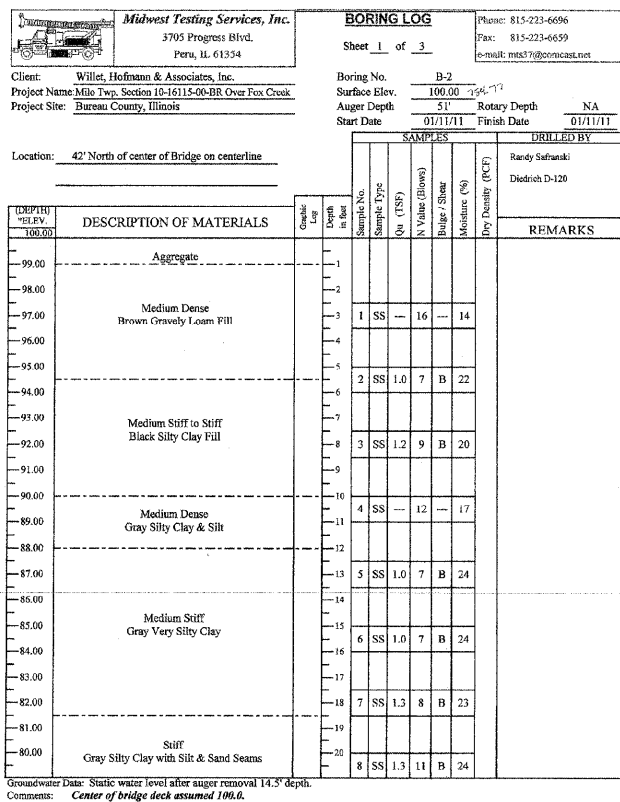 Midwest Testing Services, Inc.
3705 Progress Blvd.
Peru, IL 61354
BORING LOG
Sheet 1 of 3
Phone: 815-223-6696
Fax: 815-223-6659
e-mail: mts37@comcast.net
Client: Willet, Hofmann & Associates, Inc.
Project Name: Milo Twp. Section 10-16115-00-BR Over Fox Creek
Project Site: Bureau County, Illinois
Boring No. B-2
Surface Elev. 100.00 754.77
Auger Depth 51' Rotary Depth NA
Start Date 01/11/11 Finish Date 01/11/11
Location: 42' North of center of Bridge on centerline
SAMPLES
DRILLED BY
Randy Safranski
Diedrich D-120
REMARKS
(DEPTH)
*ELEV.
100.00
DESCRIPTION OF MATERIALS
Graphic Log
Depth in feet
Sample No.
Sample Type
Qu (TSF)
N Value (Blows)
Bulge / Shear
Moisture (%)
Dry Density (PCF)
Aggregate
99.00 1
98.00 2
Medium Dense
97.00 3 1 SS --- 16 --- 14
Brown Gravely Loam Fill
96.00 4
95.00 5
2 SS 1.0 7 B 22
94.00 6
93.00 7
Medium Stiff to Stiff
Black Silty Clay Fill
92.00 8 3 SS 1.2 9 B 20
91.00 9
90.00 10
Medium Dense
4 SS --- 12 --- 17
89.00 11
Gray Silty Clay & Silt
88.00 12
87.00 13 5 SS 1.0 7 B 24
86.00 14
Medium Stiff
85.00 15
Gray Very Silty Clay
6 SS 1.0 7 B 24
84.00 16
83.00 17
82.00 18 7 SS 1.3 8 B 23
81.00 19
Stiff
80.00 20
Gray Silty Clay with Silt & Sand Seams
8 SS 1.3 11 B 24
Groundwater Data: Static water level after auger removal 14.5' depth.
Comments: Center of bridge deck assumed 100.0.